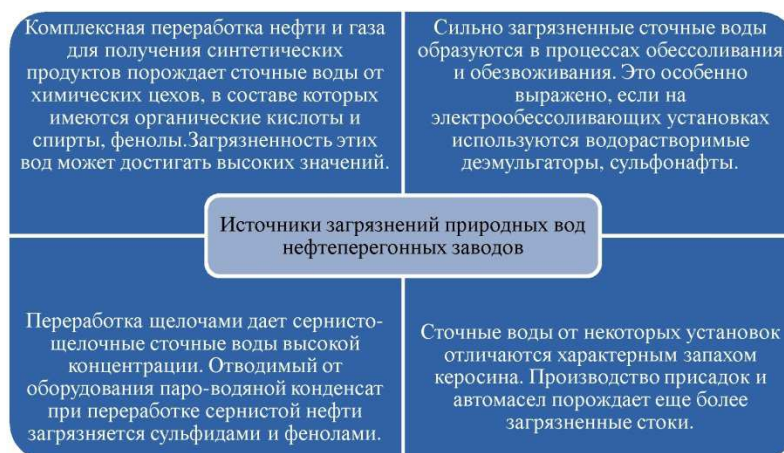 Комплексная переработка нефти и газа
для получения синтетических
продуктов порождает сточные воды от
химических цехов, в составе которых
имеются органические кислоты и
спирты, фенолы.Загрязненность этих
вод может достигать высоких значений.
Сильно загрязненные сточные воды
образуются в процессах обессоливания
и обезвоживания. Это особенно
выражено, если на
электрообессоливающих установках
используются водорастворимые
деэмульгаторы, сульфонафты.
Источники загрязнений природных вод
нефтеперегонных заводов
Переработка щелочами дает сернисто-
щелочные сточные воды высокой
концентрации. Отводимый от
оборудования паро-водяной конденсат
при переработке сернистой нефти
загрязняется сульфидами и фенолами.
Сточные воды от некоторых установок
отличаются характерным запахом
керосина. Производство присадок и
автомасел порождает еще более
загрязненные стоки.